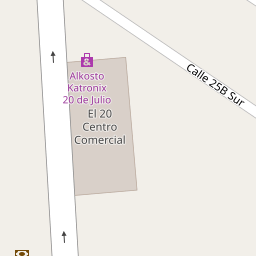 Alkosto
Katronix
20 de Julio
El 20
Centro
Comercial
Calle 25B Sur